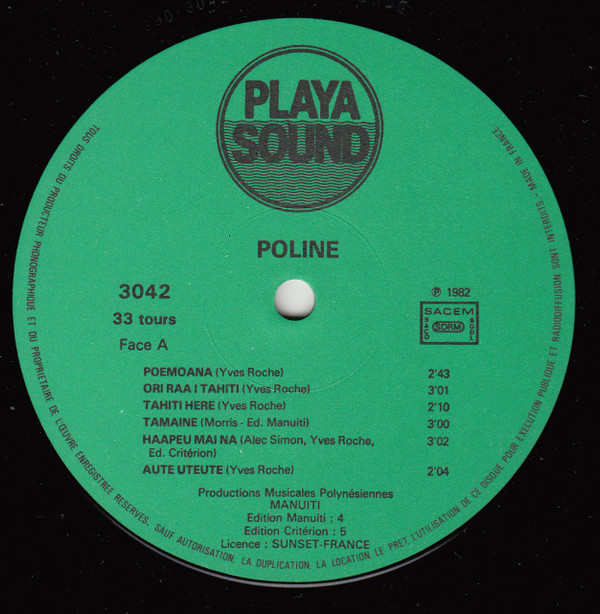 PLAYA
SOUND
POLINE
3042
℗ 1982
33 tours
SACEM
SACD
SDRM
SGDL
Face A
POEMOANA (Yves Roche) 2'43
ORI RAA I TAHITI (Yves Roche) 3'01
TAHITI HERE (Yves Roche) 2'10
TAMAINE (Morris - Ed. Manuiti) 3'00
HAAPEU MAI NA (Alec Simon, Yves Roche, 3'02
Ed. Critérion)
AUTE UTEUTE (Yves Roche) 2'04
Productions Musicales Polynésiennes
MANUITI
Edition Manuiti : 4
Edition Critérion : 5
Licence : SUNSET-FRANCE
TOUS DROITS DU PRODUCTEUR PHONOGRAPHIQUE ET DU PROPRIETAIRE DE L'ŒUVRE ENREGISTREE RESERVES. SAUF AUTORISATION, LA DUPLICATION, LA LOCATION, LE PRET, L'UTILISATION DE CE DISQUE POUR EXECUTION PUBLIQUE ET RADIODIFFUSION SONT INTERDITS - MADE IN FRANCE.